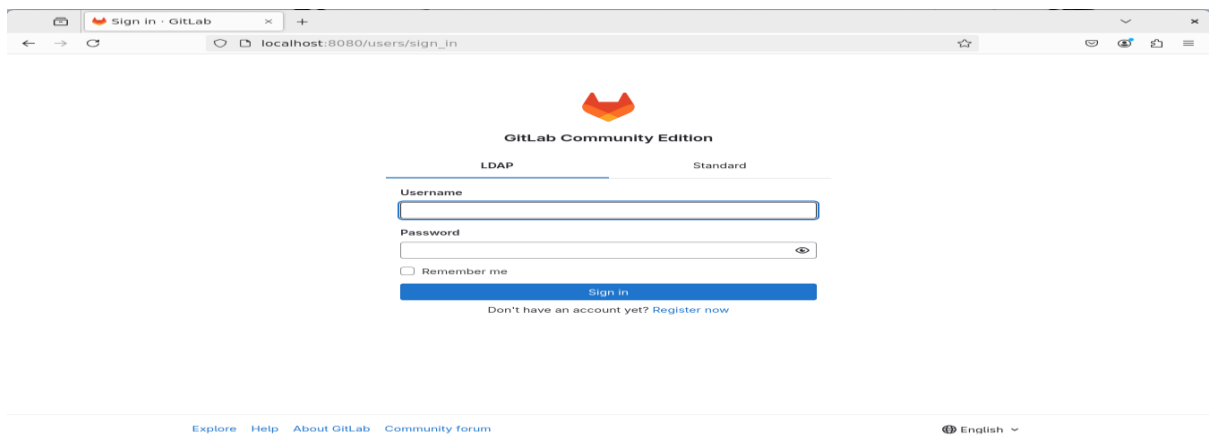 Sign in · GitLab
localhost:8080/users/sign_in
GitLab Community Edition
LDAP Standard
Username
Password
Remember me
Sign in
Don't have an account yet? Register now
Explore Help About GitLab Community forum English